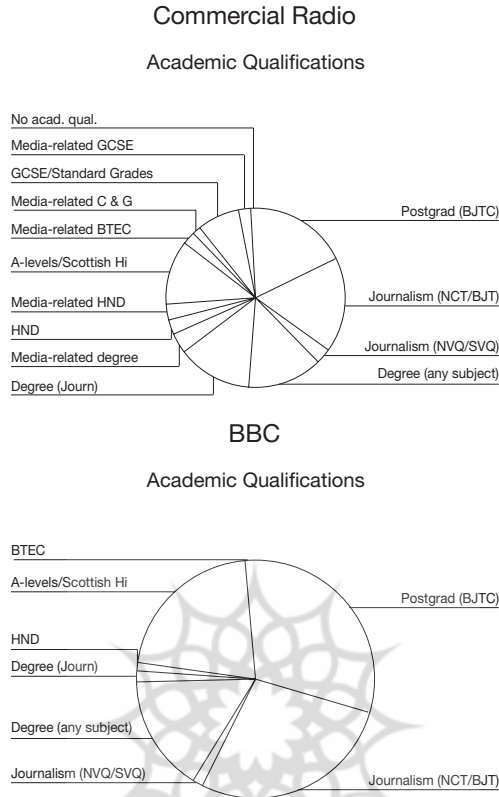 Commercial Radio
Academic Qualifications
No acad. qual.
Media-related GCSE
GCSE/Standard Grades
Media-related C & G
Media-related BTEC
A-levels/Scottish Hi
Media-related HND
HND
Media-related degree
Degree (Journ)
Postgrad (BJTC)
Journalism (NCT/BJT)
Journalism (NVQ/SVQ)
Degree (any subject)
BBC
Academic Qualifications
BTEC
A-levels/Scottish Hi
HND
Degree (Journ)
Degree (any subject)
Journalism (NVQ/SVQ)
Postgrad (BJTC)
Journalism (NCT/BJT)